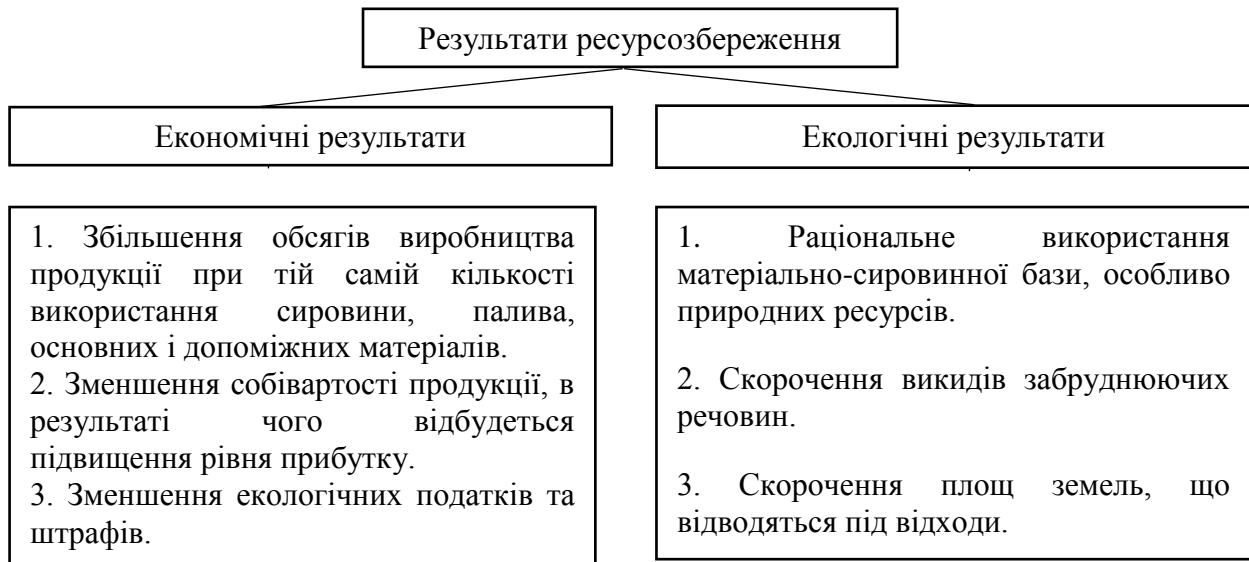 Результати ресурсозбереження
Економічні результати
Екологічні результати
1. Збільшення обсягів виробництва
продукції при тій самій кількості
використання сировини, палива,
основних і допоміжних матеріалів.
2. Зменшення собівартості продукції, в
результаті чого відбудеться
підвищення рівня прибутку.
3. Зменшення екологічних податків та
штрафів.
1. Раціональне використання
матеріально-сировинної бази, особливо
природних ресурсів.
2. Скорочення викидів забруднюючих
речовин.
3. Скорочення площ земель, що
відводяться під відходи.